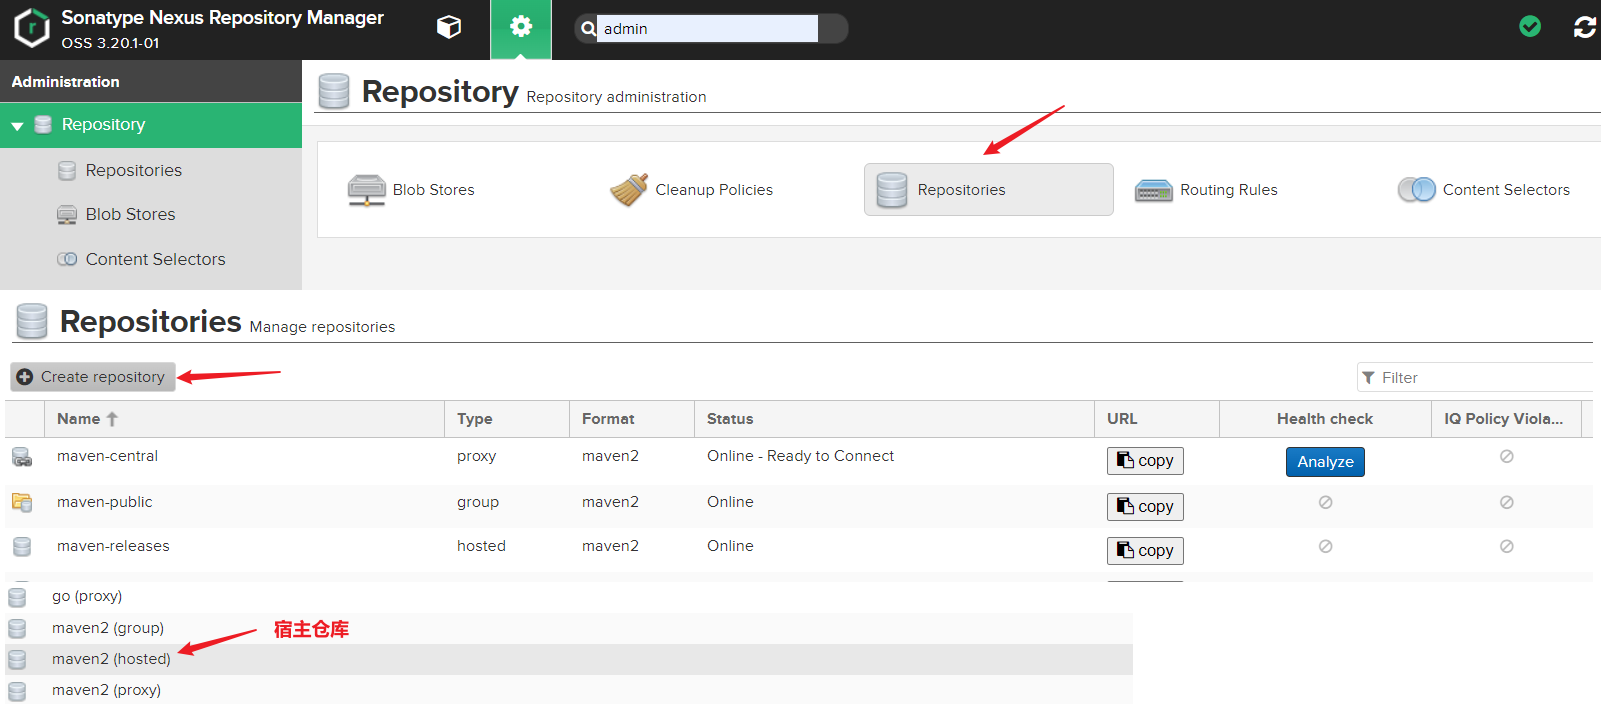 Sonatype Nexus Repository Manager
OSS 3.20.1-01
admin
Administration
Repository
Repositories
Blob Stores
Content Selectors
Repository Repository administration
Blob Stores Cleanup Policies Repositories Routing Rules Content Selectors
Repositories Manage repositories
Create repository Filter
Name Type Format Status URL Health check IQ Policy Viola...
maven-central proxy maven2 Online - Ready to Connect copy Analyze
maven-public group maven2 Online copy
maven-releases hosted maven2 Online copy
go (proxy)
maven2 (group)
宿主仓库
maven2 (hosted)
maven2 (proxy)